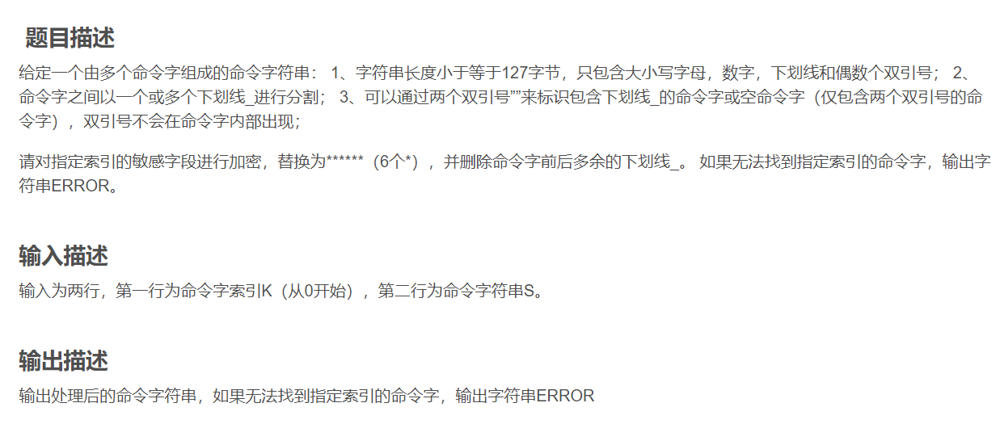 题目描述
给定一个由多个命令字组成的命令字符串： 1、字符串长度小于等于127字节，只包含大小写字母，数字，下划线和偶数个双引号； 2、
命令字之间以一个或多个下划线_进行分割； 3、可以通过两个双引号””来标识包含下划线_的命令字或空命令字（仅包含两个双引号的命
令字），双引号不会在命令字内部出现；
请对指定索引的敏感字段进行加密，替换为******（6个*），并删除命令字前后多余的下划线_。 如果无法找到指定索引的命令字，输出字
符串ERROR。
输入描述
输入为两行，第一行为命令字索引K（从0开始），第二行为命令字符串S。
输出描述
输出处理后的命令字符串，如果无法找到指定索引的命令字，输出字符串ERROR